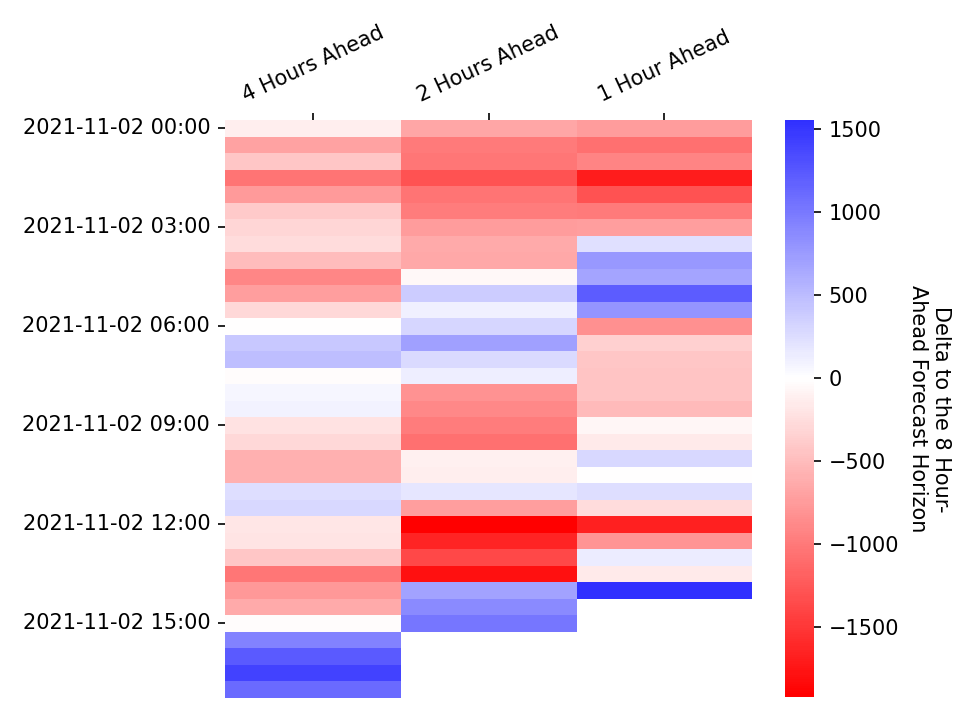 4 Hours Ahead
2 Hours Ahead
1 Hour Ahead
2021-11-02 00:00
2021-11-02 03:00
2021-11-02 06:00
2021-11-02 09:00
2021-11-02 12:00
2021-11-02 15:00
1500
1000
500
0
−500
−1000
−1500
Delta to the 8 Hour-
Ahead Forecast Horizon